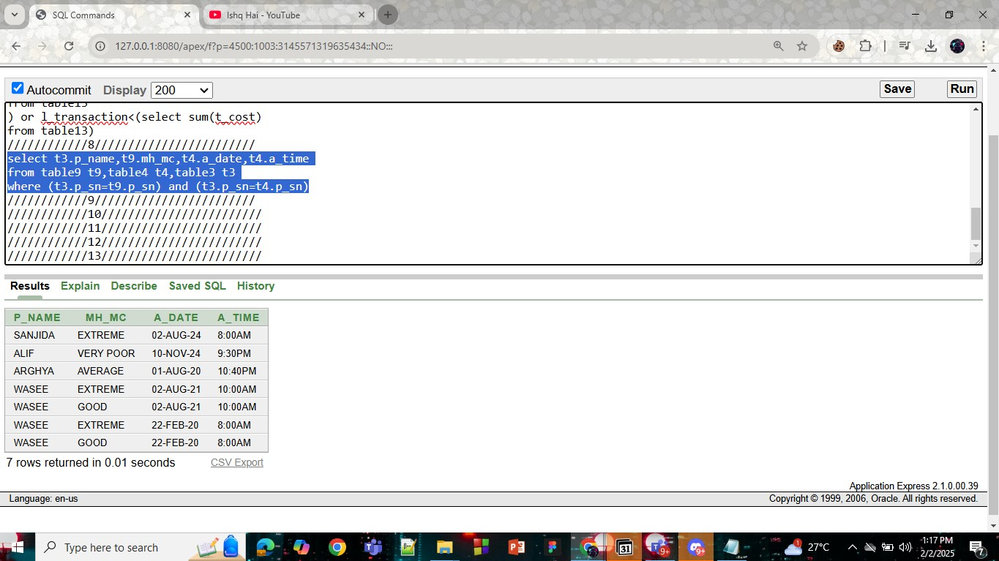 SQL Commands
Ishq Hai - YouTube
127.0.0.1:8080/apex/f?p=4500:1003:3145571319635434::NO:::
Autocommit Display 200 Save Run
from table15
) or l_transaction<(select sum(t_cost)
from table13)
////////////8////////////////////////
select t3.p_name,t9.mh_mc,t4.a_date,t4.a_time
from table9 t9,table4 t4,table3 t3
where (t3.p_sn=t9.p_sn) and (t3.p_sn=t4.p_sn)
////////////9////////////////////////
////////////10////////////////////////
////////////11////////////////////////
////////////12////////////////////////
////////////13////////////////////////
Results Explain Describe Saved SQL History
P_NAME MH_MC A_DATE A_TIME
SANJIDA EXTREME 02-AUG-24 8:00AM
ALIF VERY POOR 10-NOV-24 9:30PM
ARGHYA AVERAGE 01-AUG-20 10:40PM
WASEE EXTREME 02-AUG-21 10:00AM
WASEE GOOD 02-AUG-21 10:00AM
WASEE EXTREME 22-FEB-20 8:00AM
WASEE GOOD 22-FEB-20 8:00AM
7 rows returned in 0.01 seconds CSV Export
Application Express 2.1.0.00.39
Language: en-us Copyright © 1999, 2006, Oracle. All rights reserved.
Type here to search
31
9+
9+
1
27°C
1:17 PM
2/2/2025
7